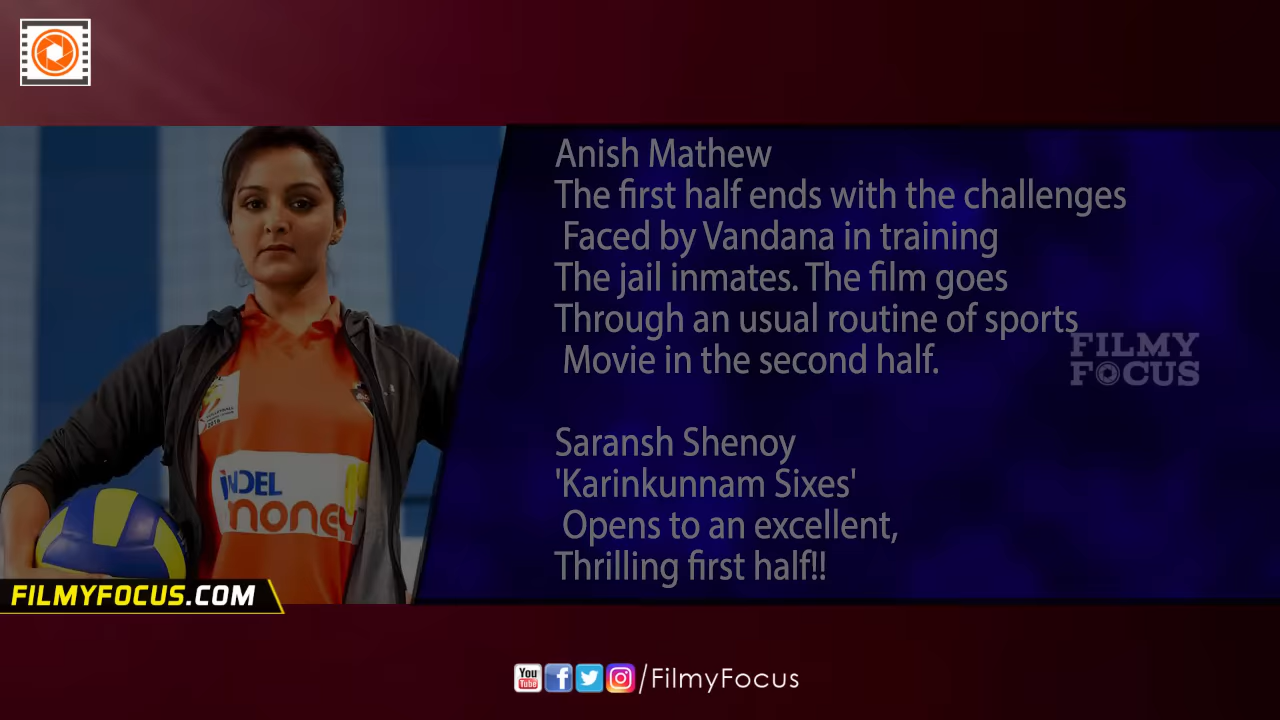 Anish Mathew
The first half ends with the challenges
Faced by Vandana in training
The jail inmates. The film goes
Through an usual routine of sports
Movie in the second half.
FILMY
FOCUS
Saransh Shenoy
'Karinkunnam Sixes'
Opens to an excellent,
Thrilling first half!!
INDEL
money
FILMYFOCUS.COM
You
Tube
/FilmyFocus